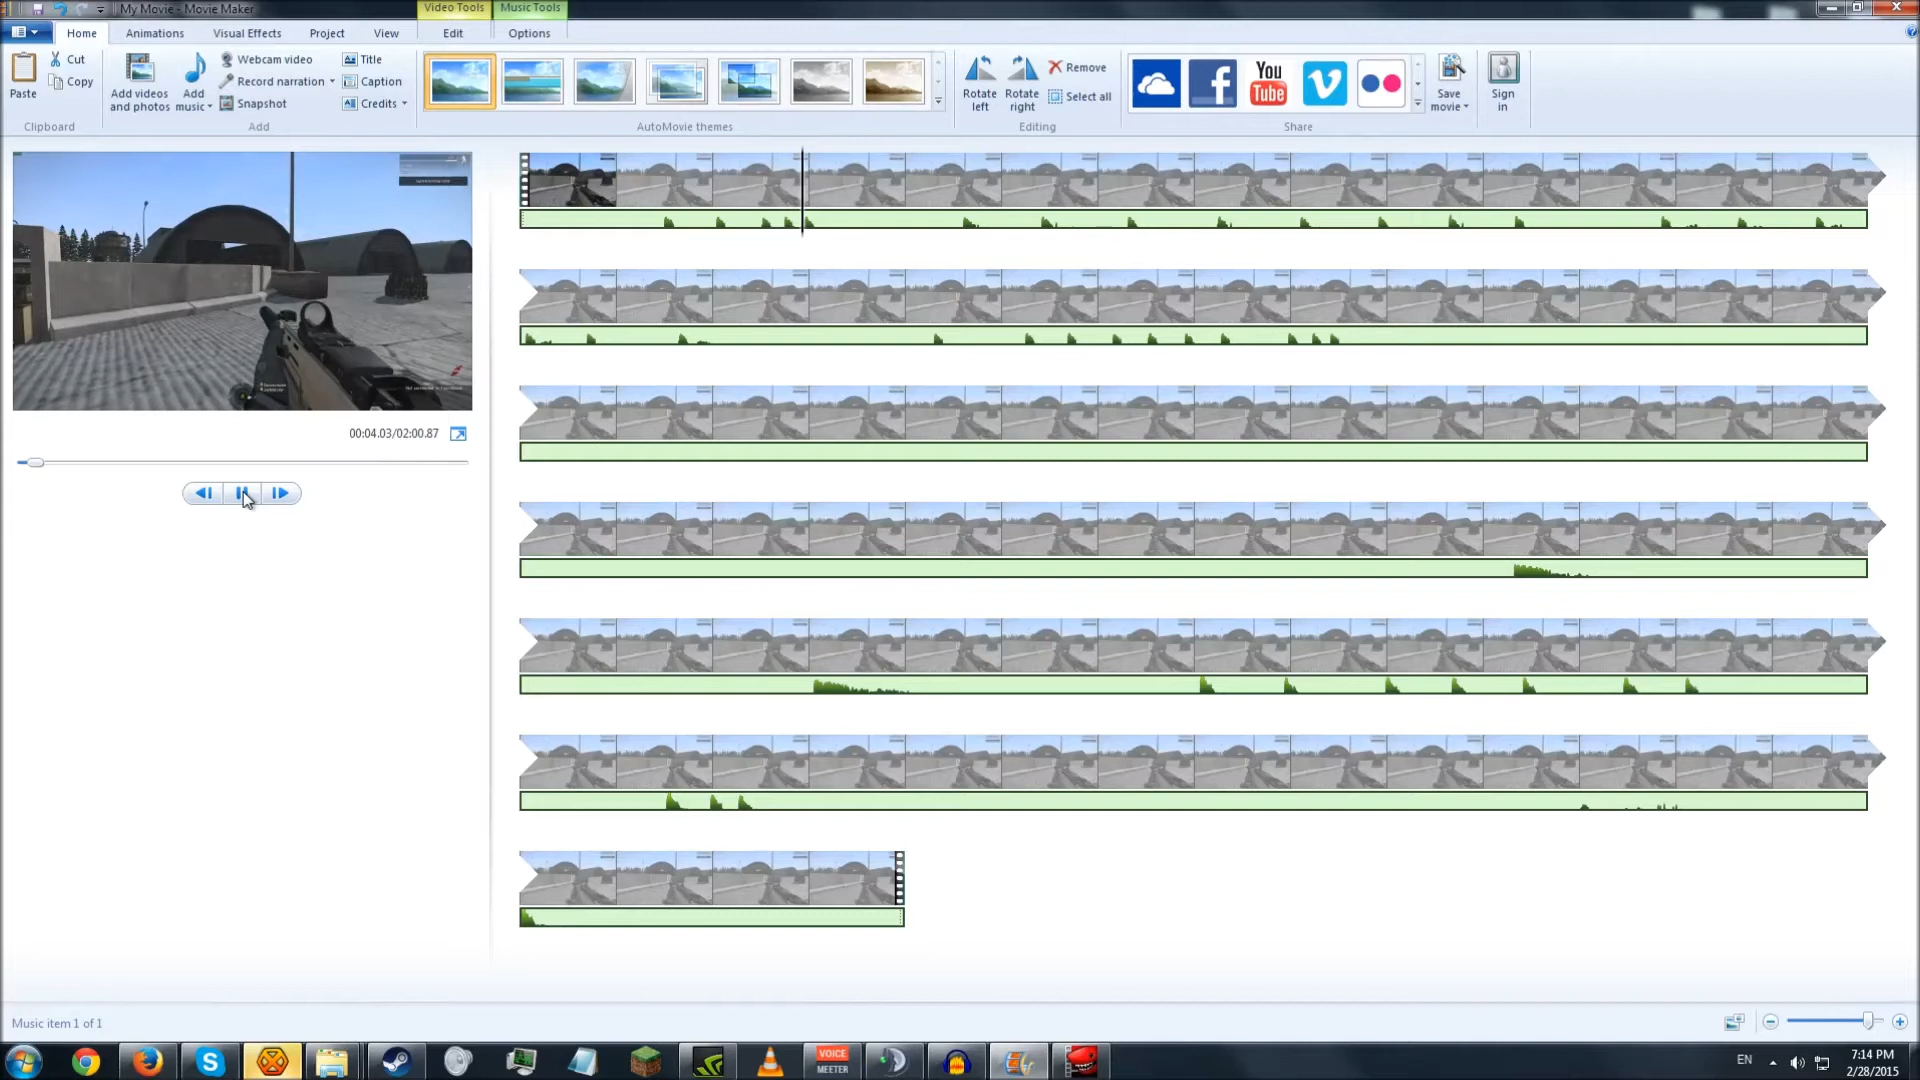 My Movie - Movie Maker
Video Tools
Music Tools
Home
Animations
Visual Effects
Project
View
Edit
Options
Paste
Cut
Copy
Clipboard
Add videos
and photos
Add
music
Webcam video
Record narration
Snapshot
Title
Caption
Credits
Add
AutoMovie themes
Rotate
left
Rotate
right
Remove
Select all
Editing
You
Tube
Share
Save
movie
Sign
in
00:04.03/02:00.87
Music item 1 of 1
VOICE
MEETER
EN
7:14 PM
2/28/2015